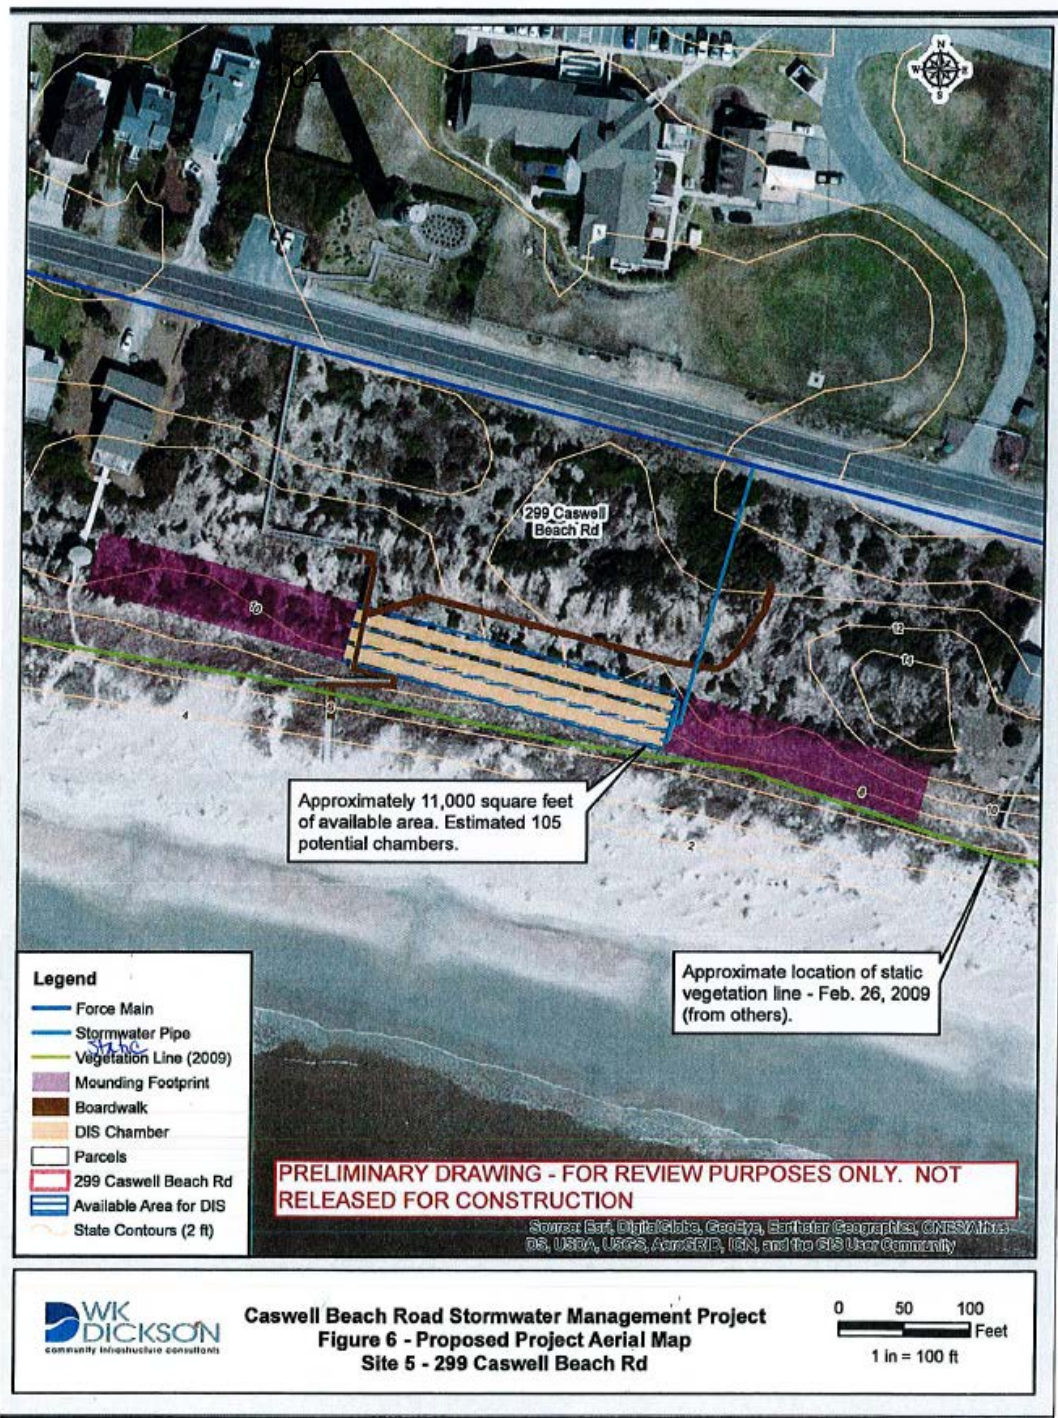 N
W E
S
299 Caswell
Beach Rd
10
12
14
4
8
6
10
2
Approximately 11,000 square feet
of available area. Estimated 105
potential chambers.
Approximate location of static
vegetation line - Feb. 26, 2009
(from others).
Legend
Force Main
Stormwater Pipe
Static
Vegetation Line (2009)
Mounding Footprint
Boardwalk
DIS Chamber
Parcels
299 Caswell Beach Rd
Available Area for DIS
State Contours (2 ft)
PRELIMINARY DRAWING - FOR REVIEW PURPOSES ONLY. NOT
RELEASED FOR CONSTRUCTION
Source: Esri, DigitalGlobe, GeoEye, Earthstar Geographics, CNES/Airbus
DS, USDA, USGS, AeroGRID, IGN, and the GIS User Community
WK
DICKSON
community infrastructure consultants
Caswell Beach Road Stormwater Management Project
Figure 6 - Proposed Project Aerial Map
Site 5 - 299 Caswell Beach Rd
0 50 100
Feet
1 in = 100 ft